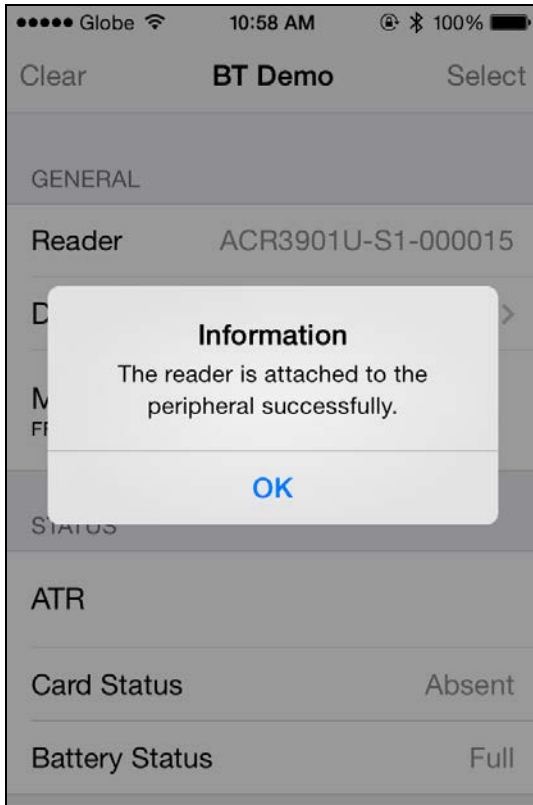 Globe 10:58 AM 100%
Clear BT Demo Select
GENERAL
Reader ACR3901U-S1-000015
Information
The reader is attached to the
peripheral successfully.
OK
STATUS
ATR
Card Status Absent
Battery Status Full